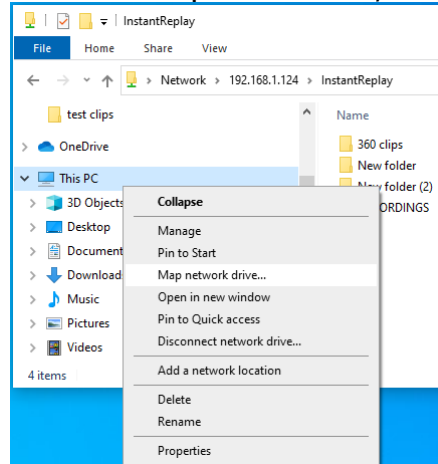 InstantReplay
File Home Share View
Network > 192.168.1.124 > InstantReplay
test clips
OneDrive
This PC
3D Objects
Desktop
Document
Download
Music
Pictures
Videos
4 items
Name
360 clips
New folder
New folder (2)
ORDINGS
Collapse
Manage
Pin to Start
Map network drive...
Open in new window
Pin to Quick access
Disconnect network drive...
Add a network location
Delete
Rename
Properties